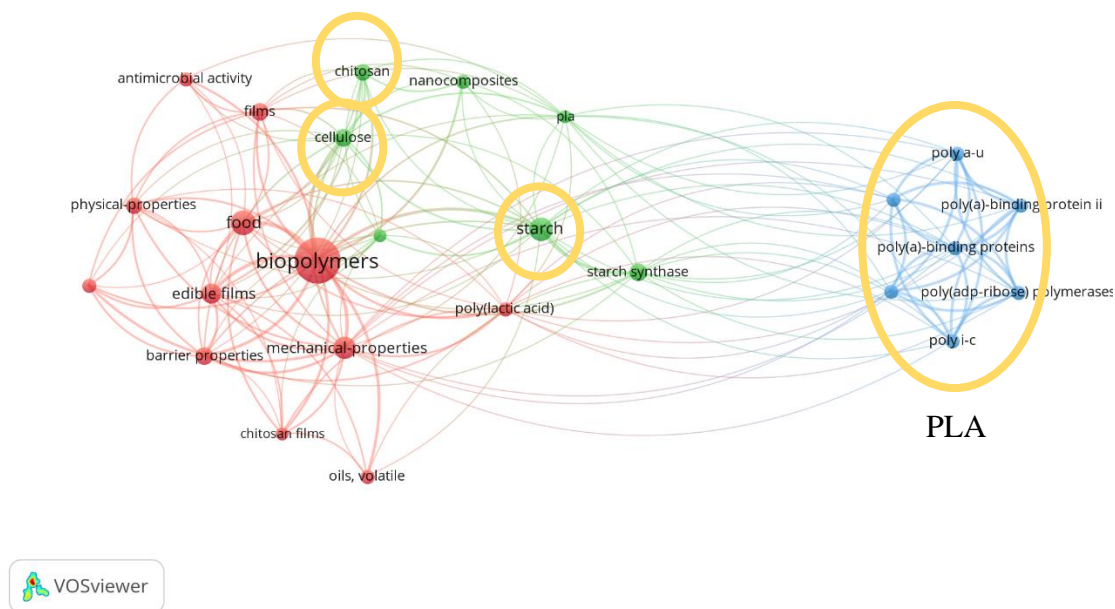 chitosan
antimicrobial activity
nanocomposites
films
pla
cellulose
poly a-u
physical-properties
poly(a)-binding protein ii
food
starch
poly(a)-binding proteins
biopolymers
starch synthase
edible films
poly(adp-ribose) polymerases
poly(lactic acid)
poly i-c
barrier properties
mechanical-properties
PLA
chitosan films
oils, volatile
VOSviewer